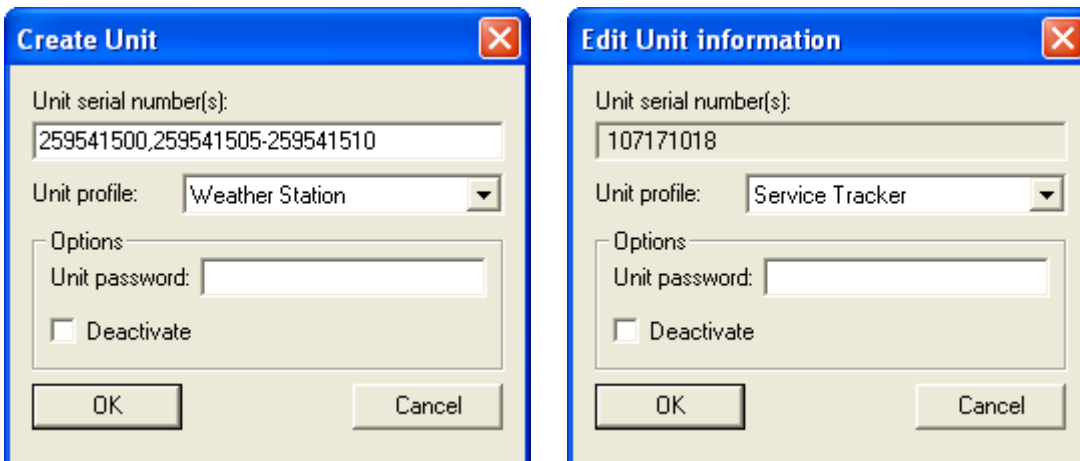 Create Unit
Unit serial number(s):
259541500,259541505-259541510
Unit profile: Weather Station
Options
Unit password:
Deactivate
OK Cancel
Edit Unit information
Unit serial number(s):
107171018
Unit profile: Service Tracker
Options
Unit password:
Deactivate
OK Cancel